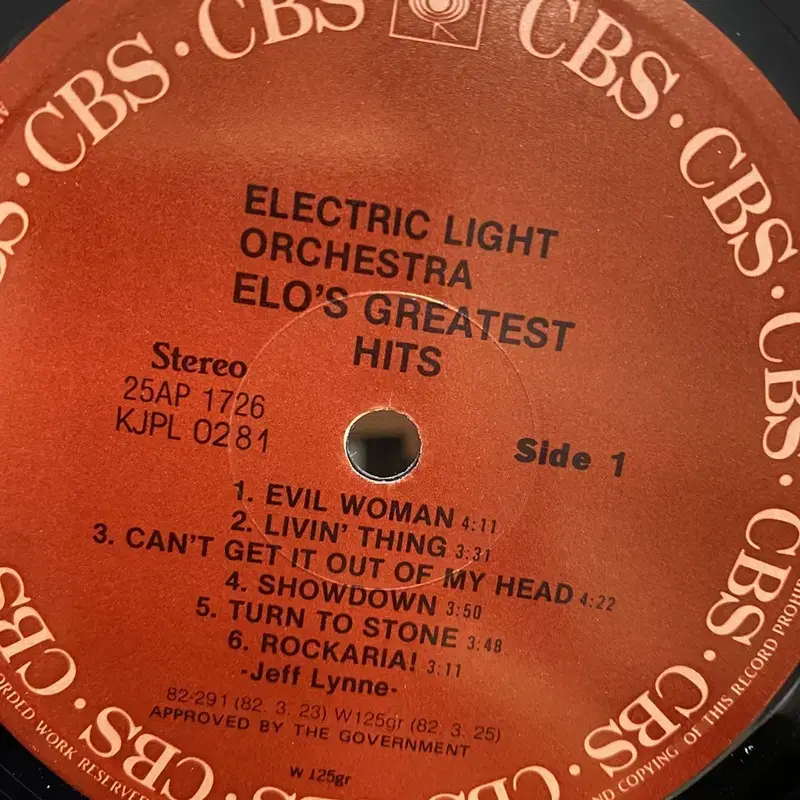 CBS · CBS · CBS · CBS · CBS · CBS · CBS · CBS · CBS · CBS · CBS
ELECTRIC LIGHT
ORCHESTRA
ELO'S GREATEST
HITS
Stereo
25AP 1726
KJPL 0281
Side 1
1. EVIL WOMAN 4:11
2. LIVIN' THING 3:31
3. CAN'T GET IT OUT OF MY HEAD 4:22
4. SHOWDOWN 3:50
5. TURN TO STONE 3:48
6. ROCKARIA! 3:11
-Jeff Lynne-
82-291 (82. 3. 23) W125gr (82. 3. 25)
APPROVED BY THE GOVERNMENT
W 125gr
WORK RESERVED
COPYING OF THIS RECORD